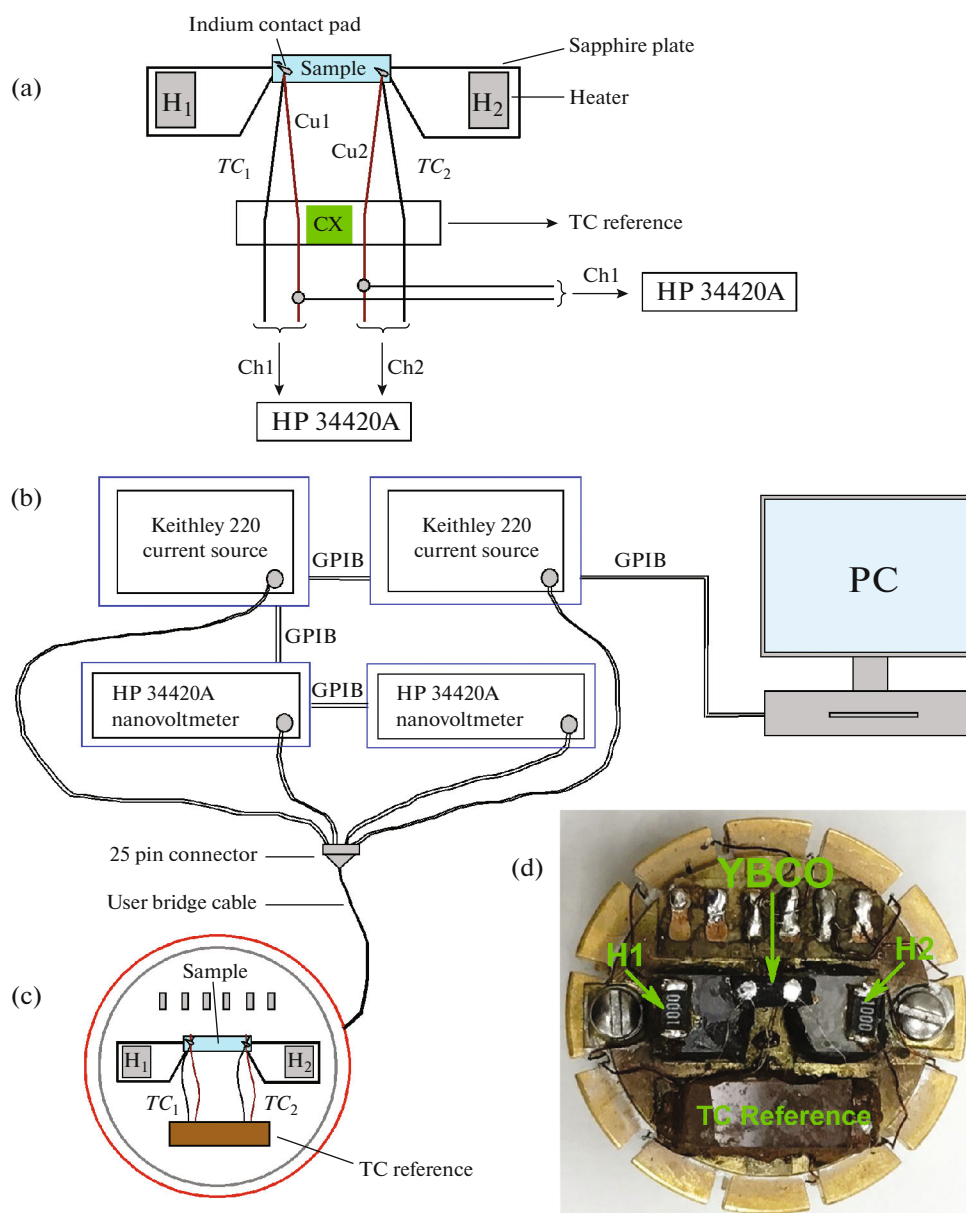 (a)
Indium contact pad
Sapphire plate
Sample
H1
H2
Heater
Cu1
Cu2
TC1
TC2
CX
TC reference
Ch1
HP 34420A
Ch1
Ch2
HP 34420A
(b)
Keithley 220
current source
GPIB
Keithley 220
current source
GPIB
PC
GPIB
HP 34420A
nanovoltmeter
GPIB
HP 34420A
nanovoltmeter
25 pin connector
User bridge cable
(c)
Sample
H1
H2
TC1
TC2
TC reference
(d)
YBCO
H1
H2
1000
1000
TC Reference